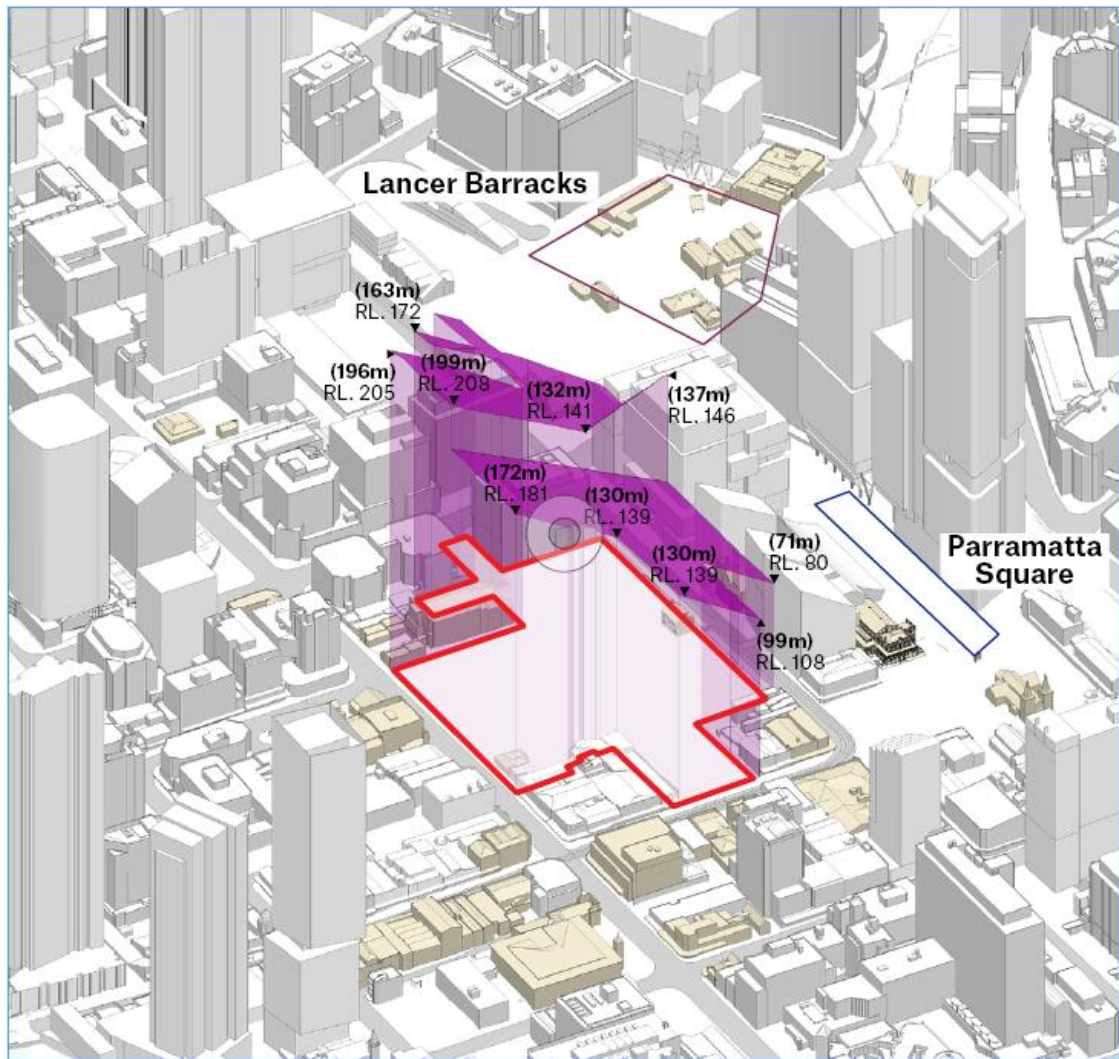 Lancer Barracks
(163m)
RL. 172
(196m)
RL. 205
(199m)
RL. 208
(132m)
RL. 141
(137m)
RL. 146
(172m)
RL. 181
(130m)
RL. 139
(130m)
RL. 139
(71m)
RL. 80
(99m)
RL. 108
Parramatta
Square